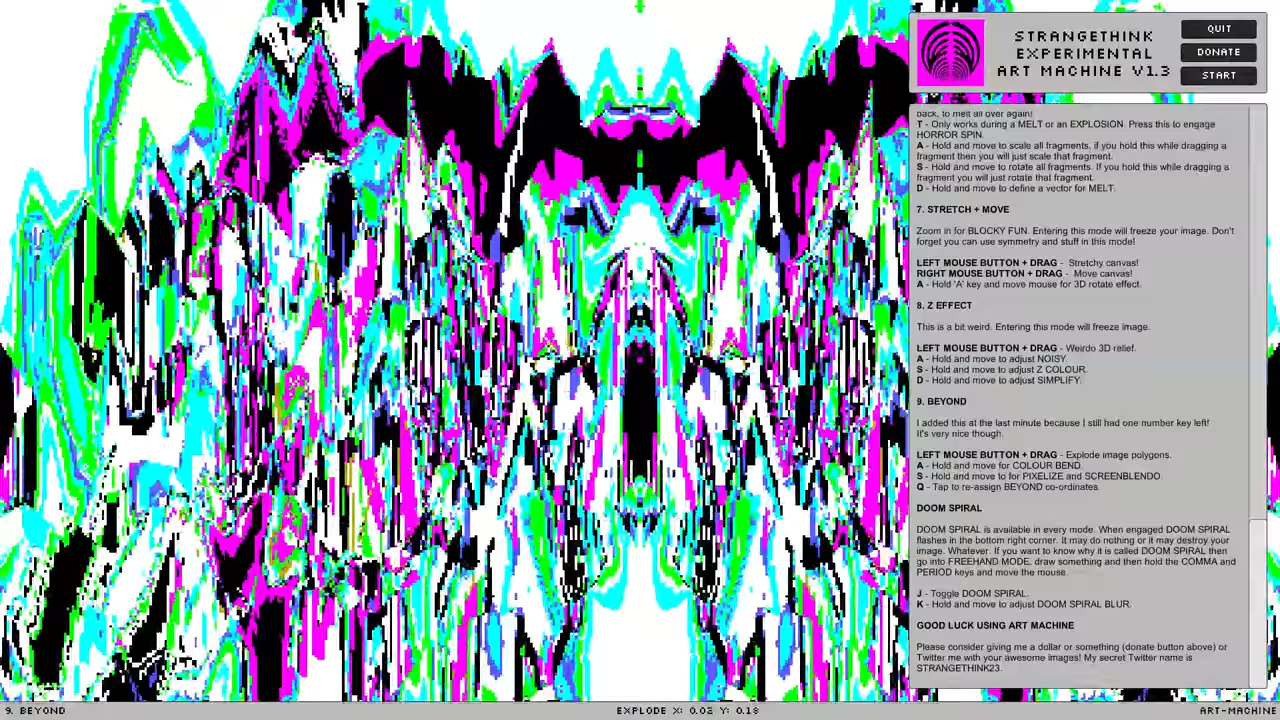 STRANGETHINK
EXPERIMENTAL
ART MACHINE V1.3
QUIT
DONATE
START
back, to melt all over again!
T - Only works during a MELT or an EXPLOSION. Press this to engage
HORROR SPIN.
A - Hold and move to scale all fragments, if you hold this while dragging a
fragment then you will just scale that fragment.
S - Hold and move to rotate all fragments. If you hold this while dragging a
fragment you will just rotate that fragment.
D - Hold and move to define a vector for MELT.
7. STRETCH + MOVE
Zoom in for BLOCKY FUN. Entering this mode will freeze your image. Don't
forget you can use symmetry and stuff in this mode!
LEFT MOUSE BUTTON + DRAG - Stretchy canvas!
RIGHT MOUSE BUTTON + DRAG - Move canvas!
A - Hold 'A' key and move mouse for 3D rotate effect.
8. Z EFFECT
This is a bit weird. Entering this mode will freeze image.
LEFT MOUSE BUTTON + DRAG - Weirdo 3D relief.
A - Hold and move to adjust NOISY.
S - Hold and move to adjust Z COLOUR.
D - Hold and move to adjust SIMPLIFY.
9. BEYOND
I added this at the last minute because I still had one number key left!
It's very nice though.
LEFT MOUSE BUTTON + DRAG - Explode image polygons.
A - Hold and move for COLOUR BEND.
S - Hold and move to for PIXELIZE and SCREENBLENDO.
Q - Tap to re-assign BEYOND co-ordinates.
DOOM SPIRAL
DOOM SPIRAL is available in every mode. When engaged DOOM SPIRAL
flashes in the bottom right corner. It may do nothing or it may destroy your
image. Whatever. If you want to know why it is called DOOM SPIRAL then
go into FREEHAND MODE, draw something and then hold the COMMA and
PERIOD keys and move the mouse.
J - Toggle DOOM SPIRAL.
K - Hold and move to adjust DOOM SPIRAL BLUR.
GOOD LUCK USING ART MACHINE
Please consider giving me a dollar or something (donate button above) or
Twitter me with your awesome images! My secret Twitter name is
STRANGETHINK23.
9. BEYOND
EXPLODE X: 0.02 Y: 0.18
ART-MACHINE